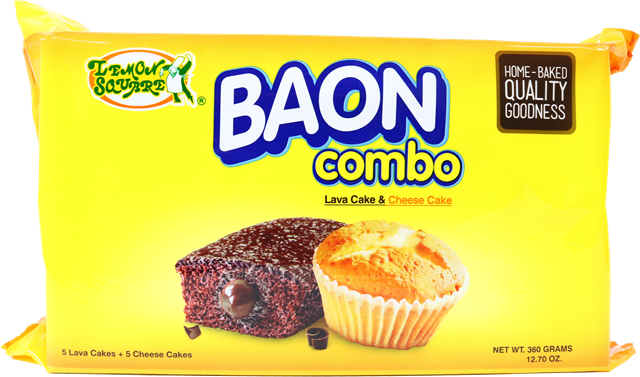 LEMON
SQUARE
®
BAON
combo
Lava Cake & Cheese Cake
HOME-BAKED
QUALITY
GOODNESS
5 Lava Cakes + 5 Cheese Cakes
NET WT. 360 GRAMS
12.70 OZ.